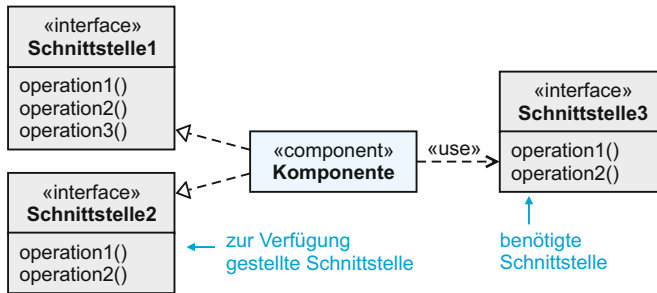 «interface»
Schnittstelle1
operation1()
operation2()
operation3()
«component»
Komponente
«use»
«interface»
Schnittstelle3
operation1()
operation2()
«interface»
Schnittstelle2
operation1()
operation2()
zur Verfügung
gestellte Schnittstelle
benötigte
Schnittstelle